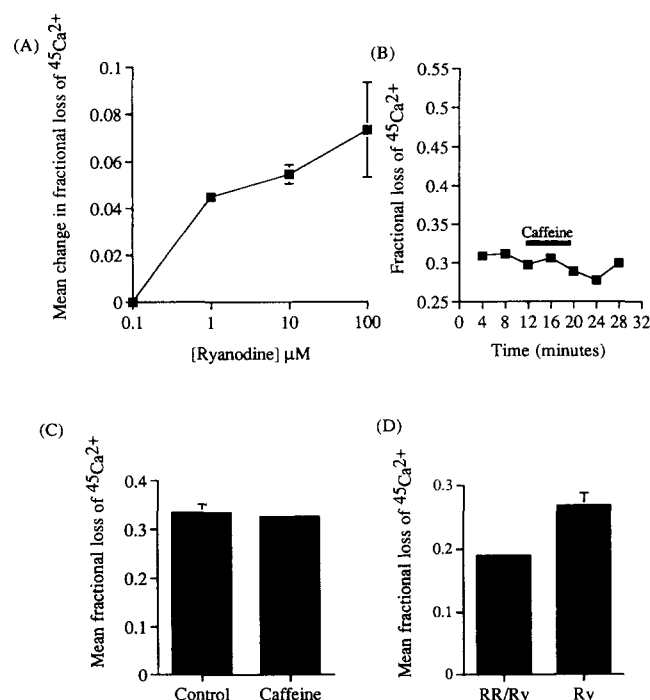 (A)
Mean change in fractional loss of 45Ca2+
0.1
0.08
0.06
0.04
0.02
0
0.1
1
10
100
[Ryanodine] μM
(B)
Fractional loss of 45Ca2+
0.55
0.5
0.45
0.4
0.35
0.3
0.25
Caffeine
0 4 8 12 16 20 24 28 32
Time (minutes)
(C)
Mean fractional loss of 45Ca2+
0.4
0.3
0.2
0.1
0
Control Caffeine
(D)
Mean fractional loss of 45Ca2+
0.3
0.2
0.1
0
RR/Ry Ry